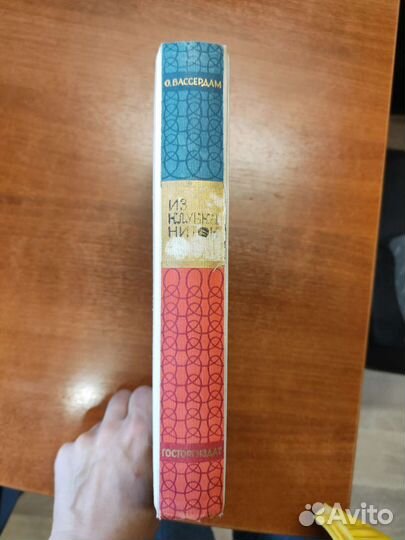 О. ВАССЕРДАМ
ИЗ
КЛУБКА
НИТОК
ГОСТОРГИЗДАТ
Avito